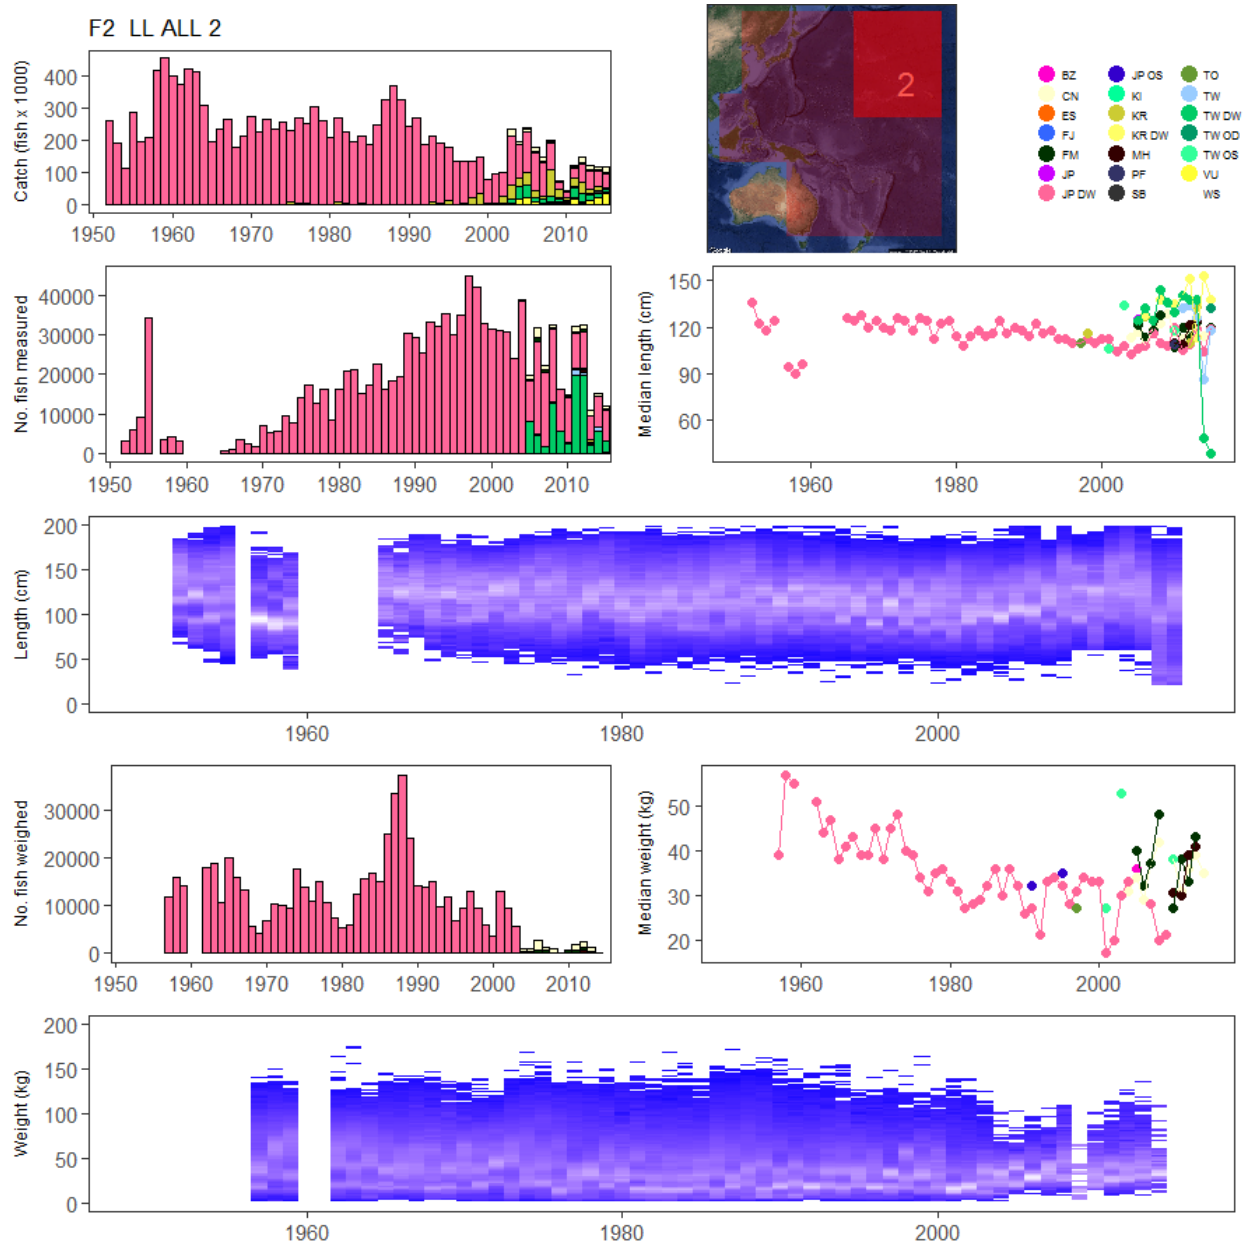 F2 LL ALL 2
Catch (fish x 1000)
400
300
200
100
0
1950
1960
1970
1980
1990
2000
2010
2
BZ
CN
ES
FJ
FM
JP
JP DW
JP OS
KI
KR
KR DW
MH
PF
SB
TO
TW
TW DW
TW OD
TW OS
VU
WS
No. fish measured
40000
30000
20000
10000
0
1950
1960
1970
1980
1990
2000
2010
Median length (cm)
150
120
90
60
1960
1980
2000
Length (cm)
200
150
100
50
0
1960
1980
2000
No. fish weighed
30000
20000
10000
0
1950
1960
1970
1980
1990
2000
2010
Median weight (kg)
50
40
30
20
1960
1980
2000
Weight (kg)
200
150
100
50
0
1960
1980
2000